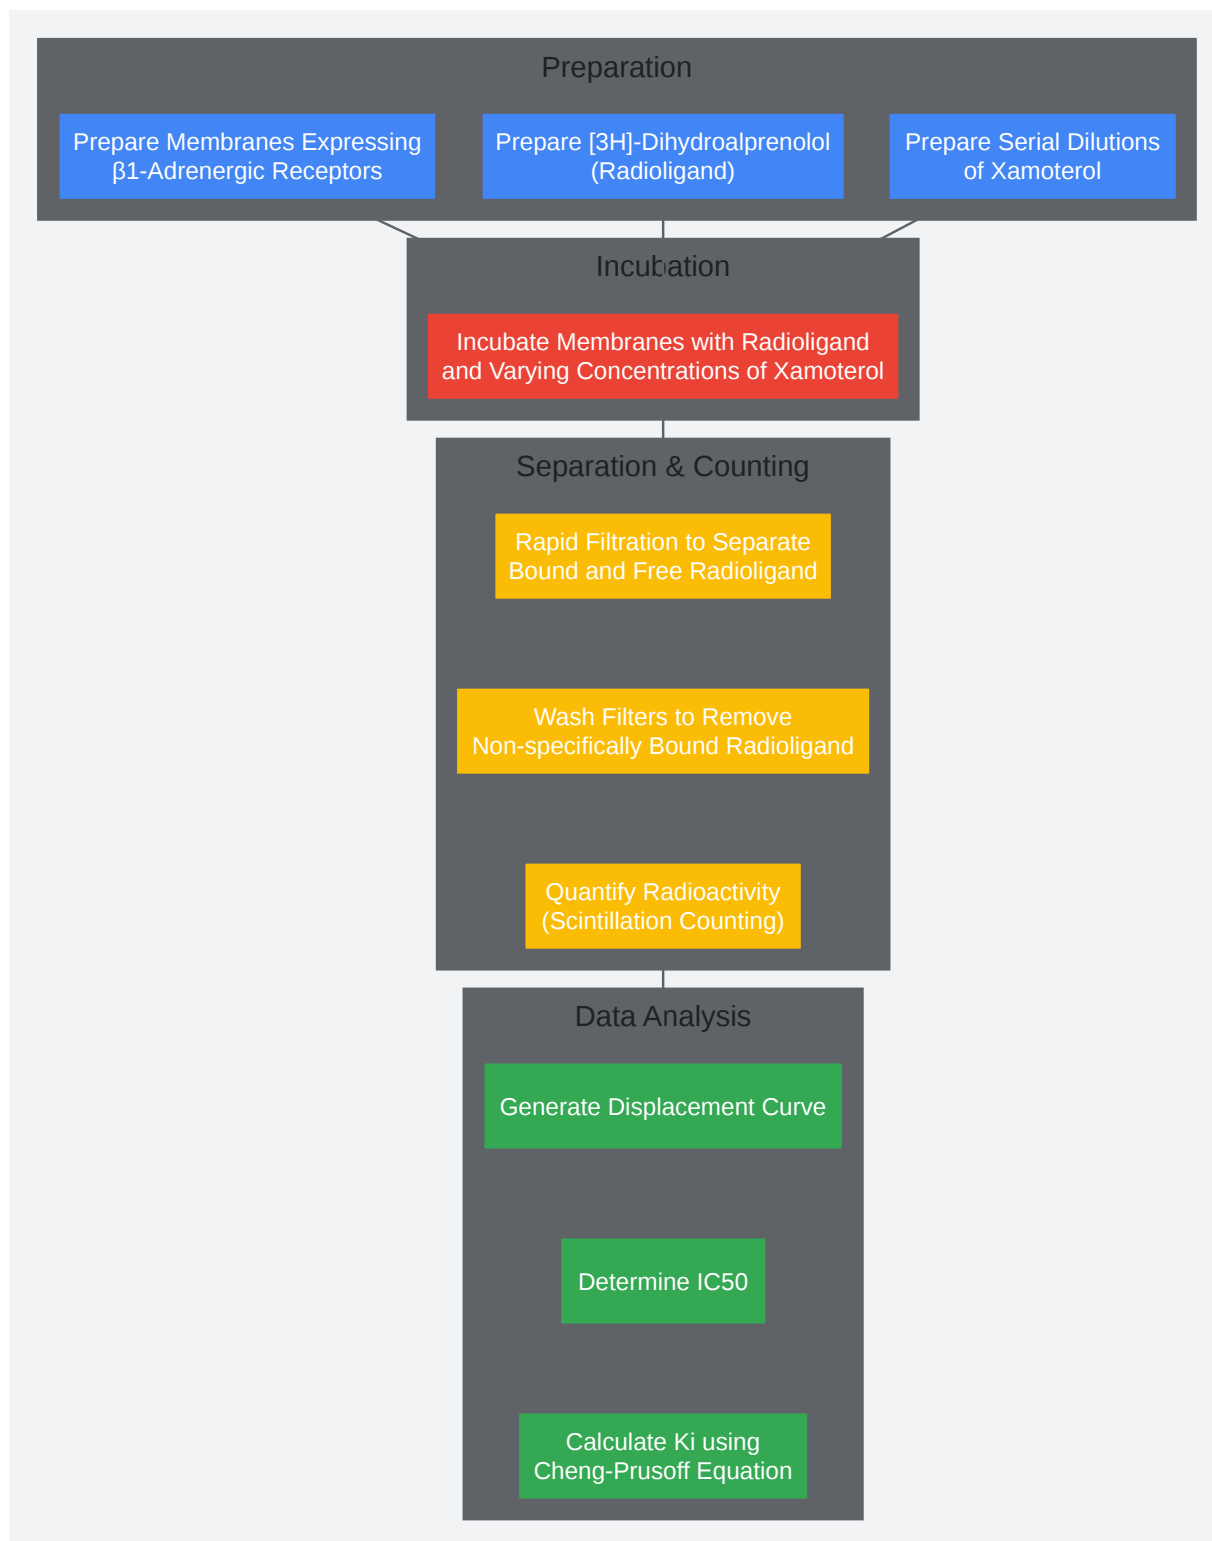 Preparation
Prepare Membranes Expressing
β1-Adrenergic Receptors
Prepare [3H]-Dihydroalprenolol
(Radioligand)
Prepare Serial Dilutions
of Xamoterol
Incubation
Incubate Membranes with Radioligand
and Varying Concentrations of Xamoterol
Separation & Counting
Rapid Filtration to Separate
Bound and Free Radioligand
Wash Filters to Remove
Non-specifically Bound Radioligand
Quantify Radioactivity
(Scintillation Counting)
Data Analysis
Generate Displacement Curve
Determine IC50
Calculate Ki using
Cheng-Prusoff Equation